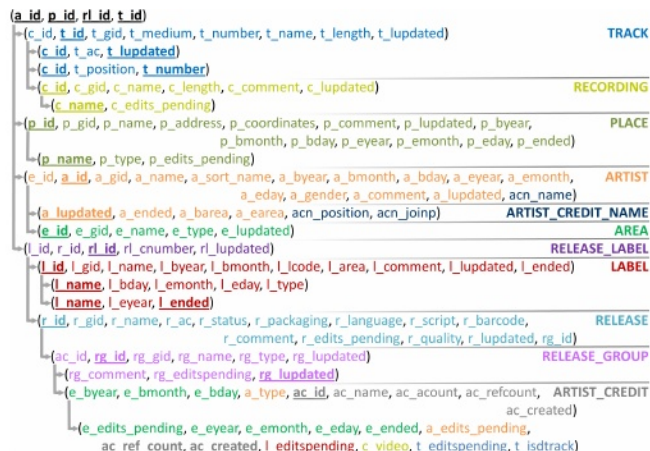 (a_id, p_id, rl_id, t_id)
(c_id, t_id, t_gid, t_medium, t_number, t_name, t_length, t_lupdated) TRACK
(c_id, t_ac, t_lupdated)
(c_id, t_position, t_number)
(c_id, c_gid, c_name, c_length, c_comment, c_lupdated) RECORDING
(c_name, c_edits_pending)
(p_id, p_gid, p_name, p_address, p_coordinates, p_comment, p_lupdated, p_byear, PLACE
p_bmonth, p_bday, p_eyear, p_emonth, p_eday, p_ended)
(p_name, p_type, p_edits_pending)
(e_id, a_id, a_gid, a_name, a_sort_name, a_byear, a_bmonth, a_bday, a_eyear, a_emonth, ARTIST
a_eday, a_gender, a_comment, a_lupdated, acn_name)
(a_lupdated, a_ended, a_barea, a_earea, acn_position, acn_joinp) ARTIST_CREDIT_NAME
(e_id, e_gid, e_name, e_type, e_lupdated) AREA
(l_id, r_id, rl_id, rl_cnumber, rl_lupdated) RELEASE_LABEL
(l_id, l_gid, l_name, l_byear, l_bmonth, l_lcode, l_area, l_comment, l_lupdated, l_ended) LABEL
(l_name, l_bday, l_emonth, l_eday, l_type)
(l_name, l_eyear, l_ended)
(r_id, r_gid, r_name, r_ac, r_status, r_packaging, r_language, r_script, r_barcode, RELEASE
r_comment, r_edits_pending, r_quality, r_lupdated, rg_id)
(ac_id, rg_id, rg_gid, rg_name, rg_type, rg_lupdated) RELEASE_GROUP
(rg_comment, rg_editspending, rg_lupdated)
(e_byear, e_bmonth, e_bday, a_type, ac_id, ac_name, ac_acount, ac_refcount, ARTIST_CREDIT
ac_created)
(e_edits_pending, e_eyear, e_emonth, e_eday, e_ended, a_edits_pending,
ac_ref_count, ac_created, l_editspending, c_video, t_editspending, t_isdtrack)